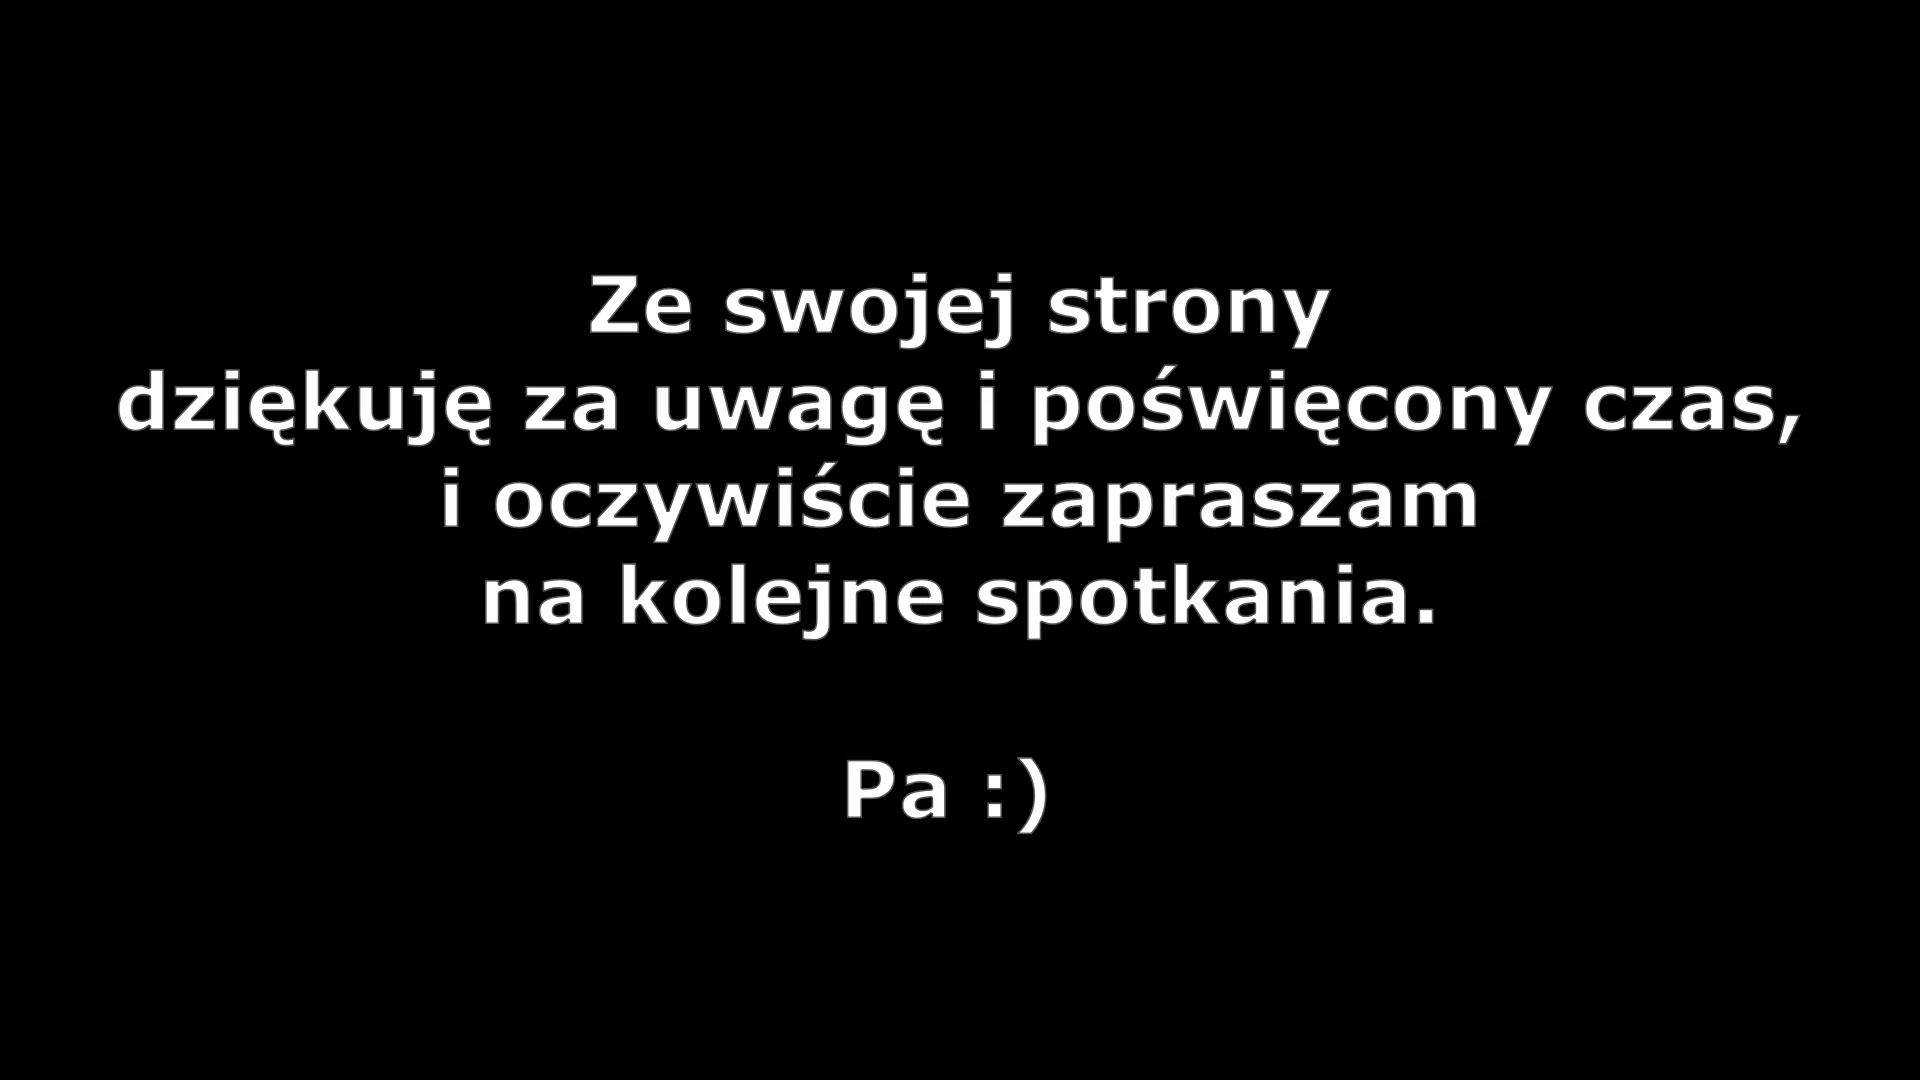 Ze swojej strony
dziękuję za uwagę i poświęcony czas,
i oczywiście zapraszam
na kolejne spotkania.
Pa :)